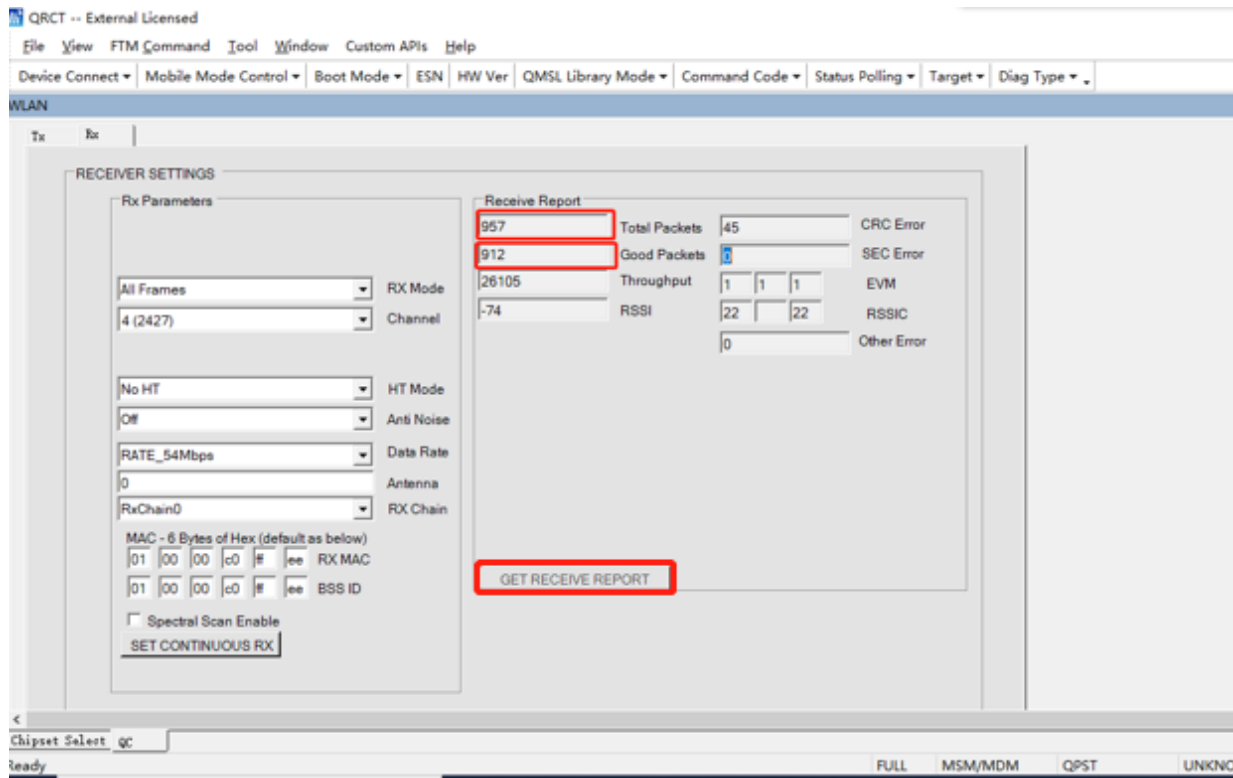 QRCT -- External Licensed
File View FTM Command Tool Window Custom APIs Help
Device Connect Mobile Mode Control Boot Mode ESN HW Ver QMSL Library Mode Command Code Status Polling Target Diag Type
WLAN
Tx Rx
RECEIVER SETTINGS
Rx Parameters
All Frames RX Mode
4 (2427) Channel
No HT HT Mode
Off Anti Noise
RATE_54Mbps Data Rate
0 Antenna
RxChain0 RX Chain
MAC - 6 Bytes of Hex (default as below)
01 00 00 c0 ff ee RX MAC
01 00 00 c0 ff ee BSS ID
Spectral Scan Enable
SET CONTINUOUS RX
Receive Report
957 Total Packets 45 CRC Error
912 Good Packets 0 SEC Error
26105 Throughput 1 1 1 EVM
-74 RSSI 22 22 RSSIC
0 Other Error
GET RECEIVE REPORT
Chipset Select QC
Ready FULL MSM/MDM QPST UNKNO